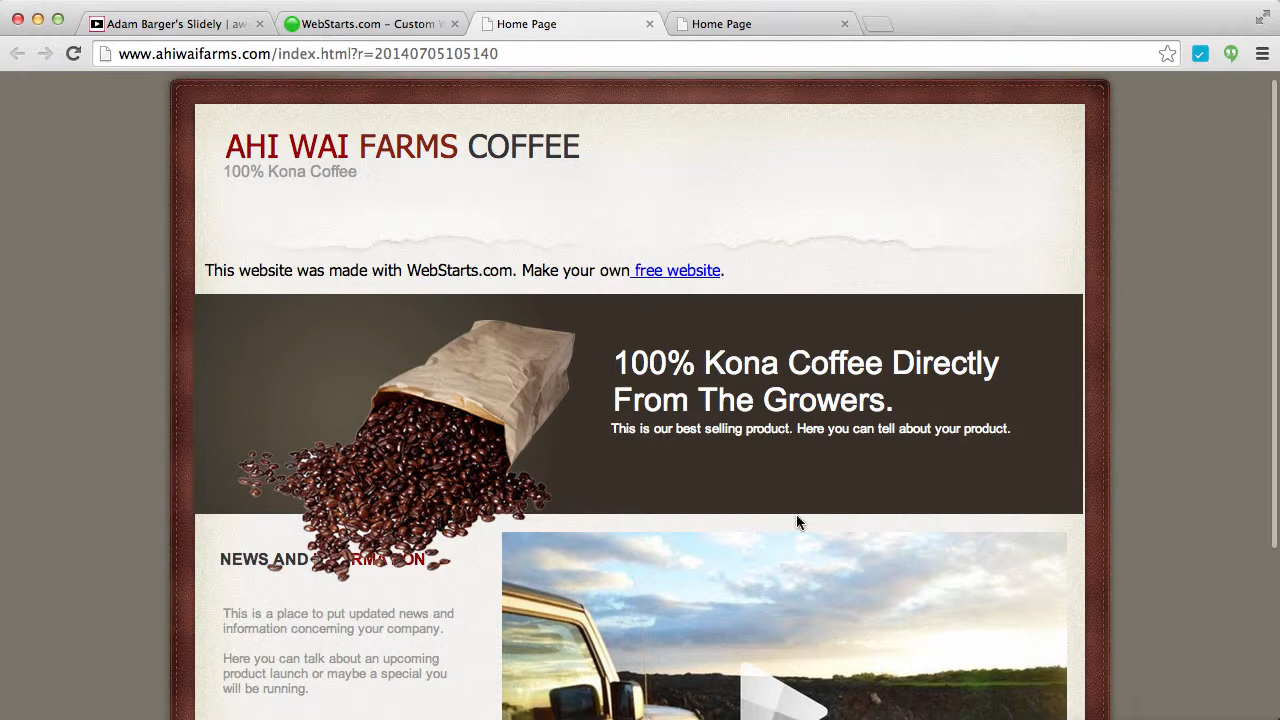 Adam Barger's Slidely | aw
WebStarts.com – Custom W
Home Page
Home Page
www.ahiwaifarms.com/index.html?r=20140705105140
AHI WAI FARMS COFFEE
100% Kona Coffee
This website was made with WebStarts.com. Make your own free website.
100% Kona Coffee Directly
From The Growers.
This is our best selling product. Here you can tell about your product.
NEWS AND
This is a place to put updated news and
information concerning your company.
Here you can talk about an upcoming
product launch or maybe a special you
will be running.